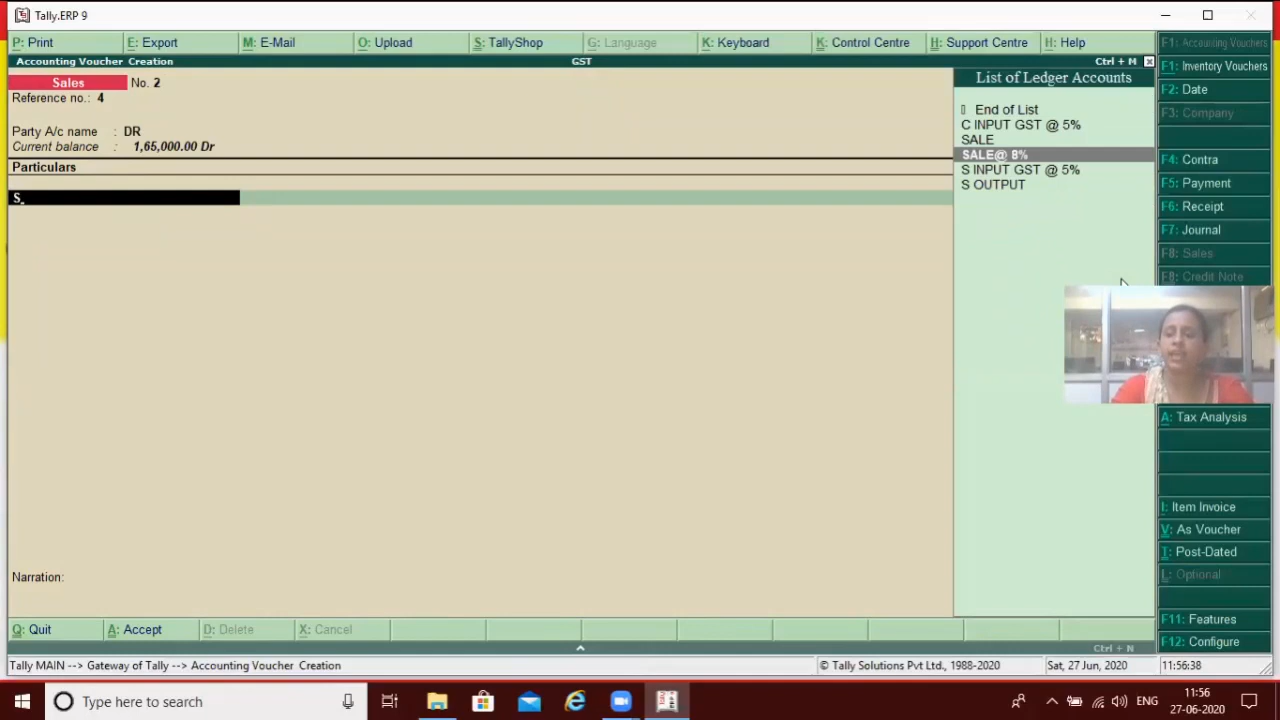 Tally.ERP 9
P: Print E: Export M: E-Mail O: Upload S: TallyShop G: Language K: Keyboard K: Control Centre H: Support Centre H: Help
F1: Accounting Vouchers
Accounting Voucher Creation GST Ctrl + M
F1: Inventory Vouchers
Sales No. 2
Reference no.: 4
Party A/c name : DR
Current balance : 1,65,000.00 Dr
Particulars
S
List of Ledger Accounts
End of List
C INPUT GST @ 5%
SALE
SALE@ 8%
S INPUT GST @ 5%
S OUTPUT
F2: Date
F3: Company
F4: Contra
F5: Payment
F6: Receipt
F7: Journal
F8: Sales
F8: Credit Note
A: Tax Analysis
I: Item Invoice
V: As Voucher
T: Post-Dated
L: Optional
F11: Features
F12: Configure
Narration:
Q: Quit A: Accept D: Delete X: Cancel
Ctrl + N
Tally MAIN --> Gateway of Tally --> Accounting Voucher Creation © Tally Solutions Pvt Ltd., 1988-2020 Sat, 27 Jun, 2020 11:56:38
Type here to search ENG 11:56
27-06-2020